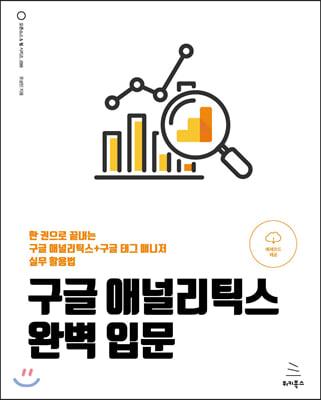 한 권으로 끝내는
구글 애널리틱스+구글 태그 매니저
실무 활용법
예제코드
제공
구글 애널리틱스
완벽 입문
위키북스